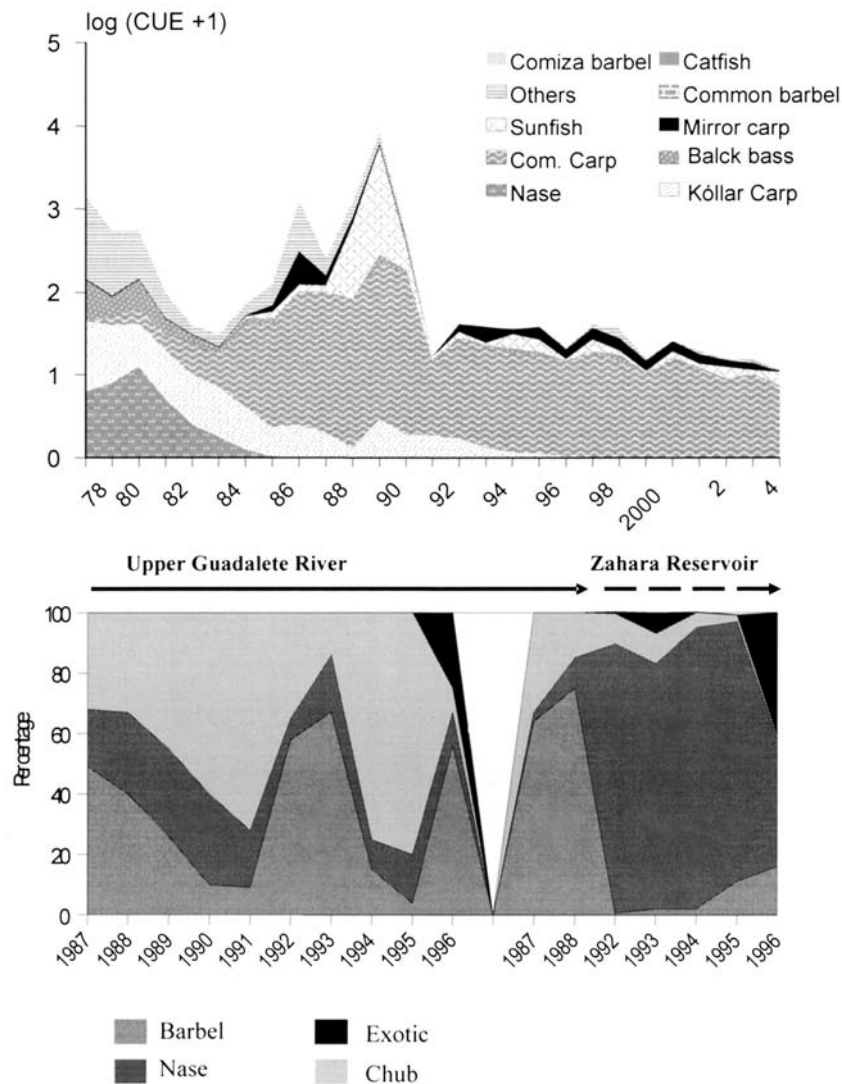 log (CUE +1)
5
4
3
2
1
0
Comiza barbel
Others
Sunfish
Com. Carp
Nase
Catfish
Common barbel
Mirror carp
Balck bass
Kóllar Carp
78
80
82
84
86
88
90
92
94
96
98
2000
2
4
Upper Guadalete River
Zahara Reservoir
Percentage
100
80
60
40
20
0
1987
1988
1989
1990
1991
1992
1993
1994
1995
1996
1987
1988
1992
1993
1994
1995
1996
Barbel
Nase
Exotic
Chub